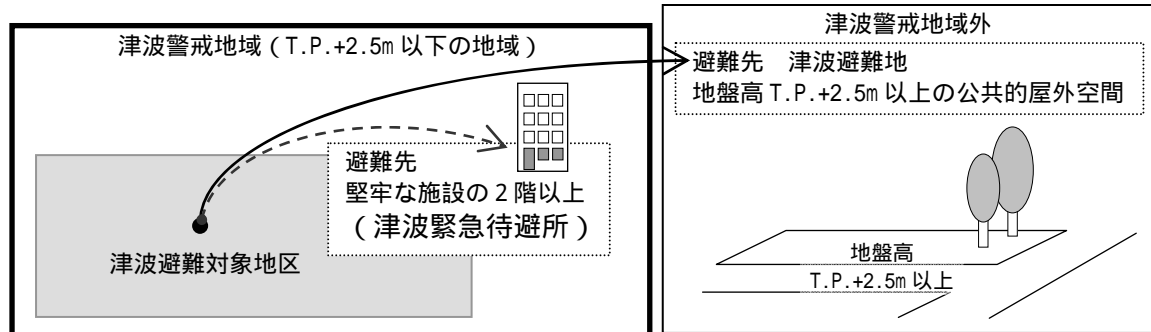 津波警戒地域（T.P.+2.5m 以下の地域）
避難先
堅牢な施設の2階以上
（津波緊急待避所）
津波避難対象地区
津波警戒地域外
避難先　津波避難地
地盤高 T.P.+2.5m 以上の公共的屋外空間
地盤高
T.P.+2.5m 以上